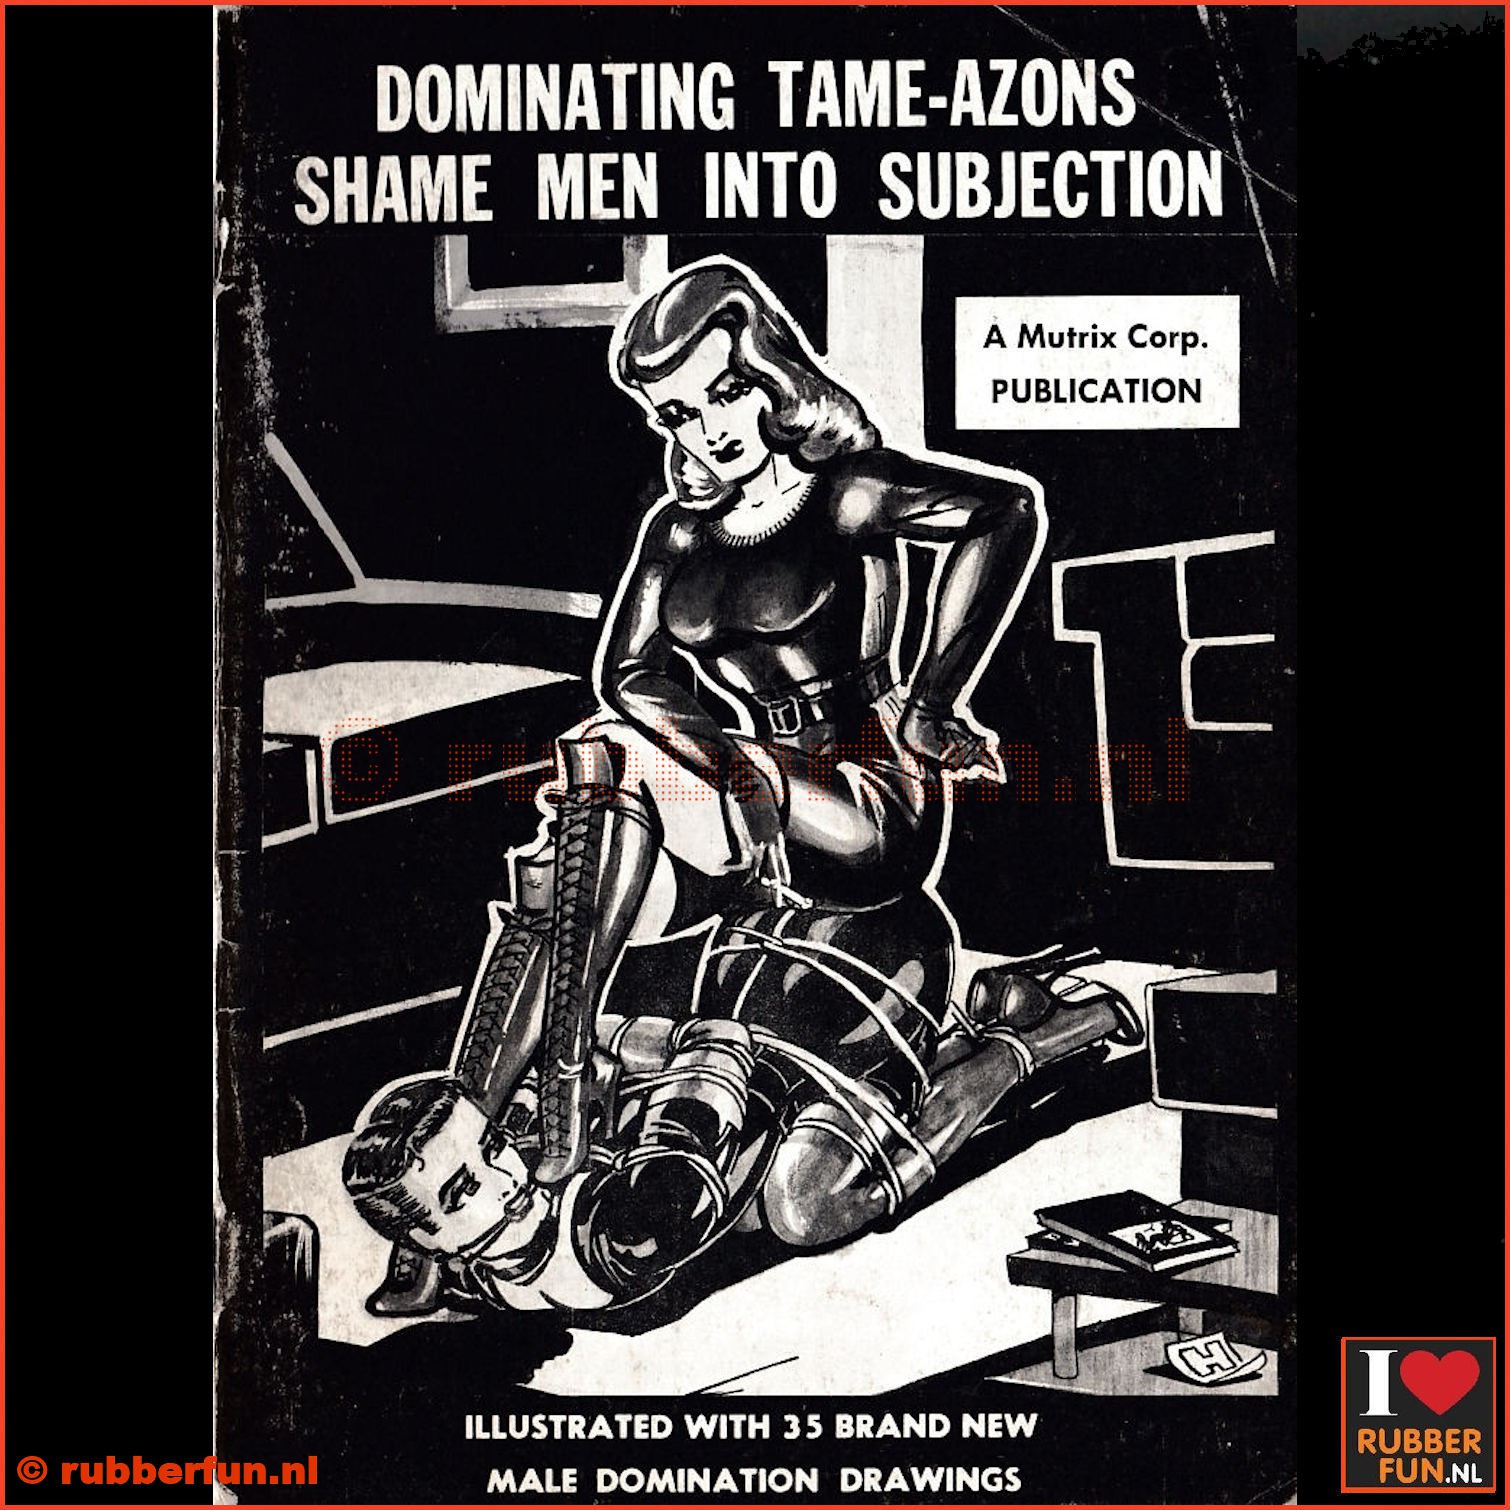 DOMINATING TAME-AZONS
SHAME MEN INTO SUBJECTION
A Mutrix Corp.
PUBLICATION
© rubberfun.nl
H
ILLUSTRATED WITH 35 BRAND NEW
MALE DOMINATION DRAWINGS
© rubberfun.nl
I
RUBBER
FUN.NL